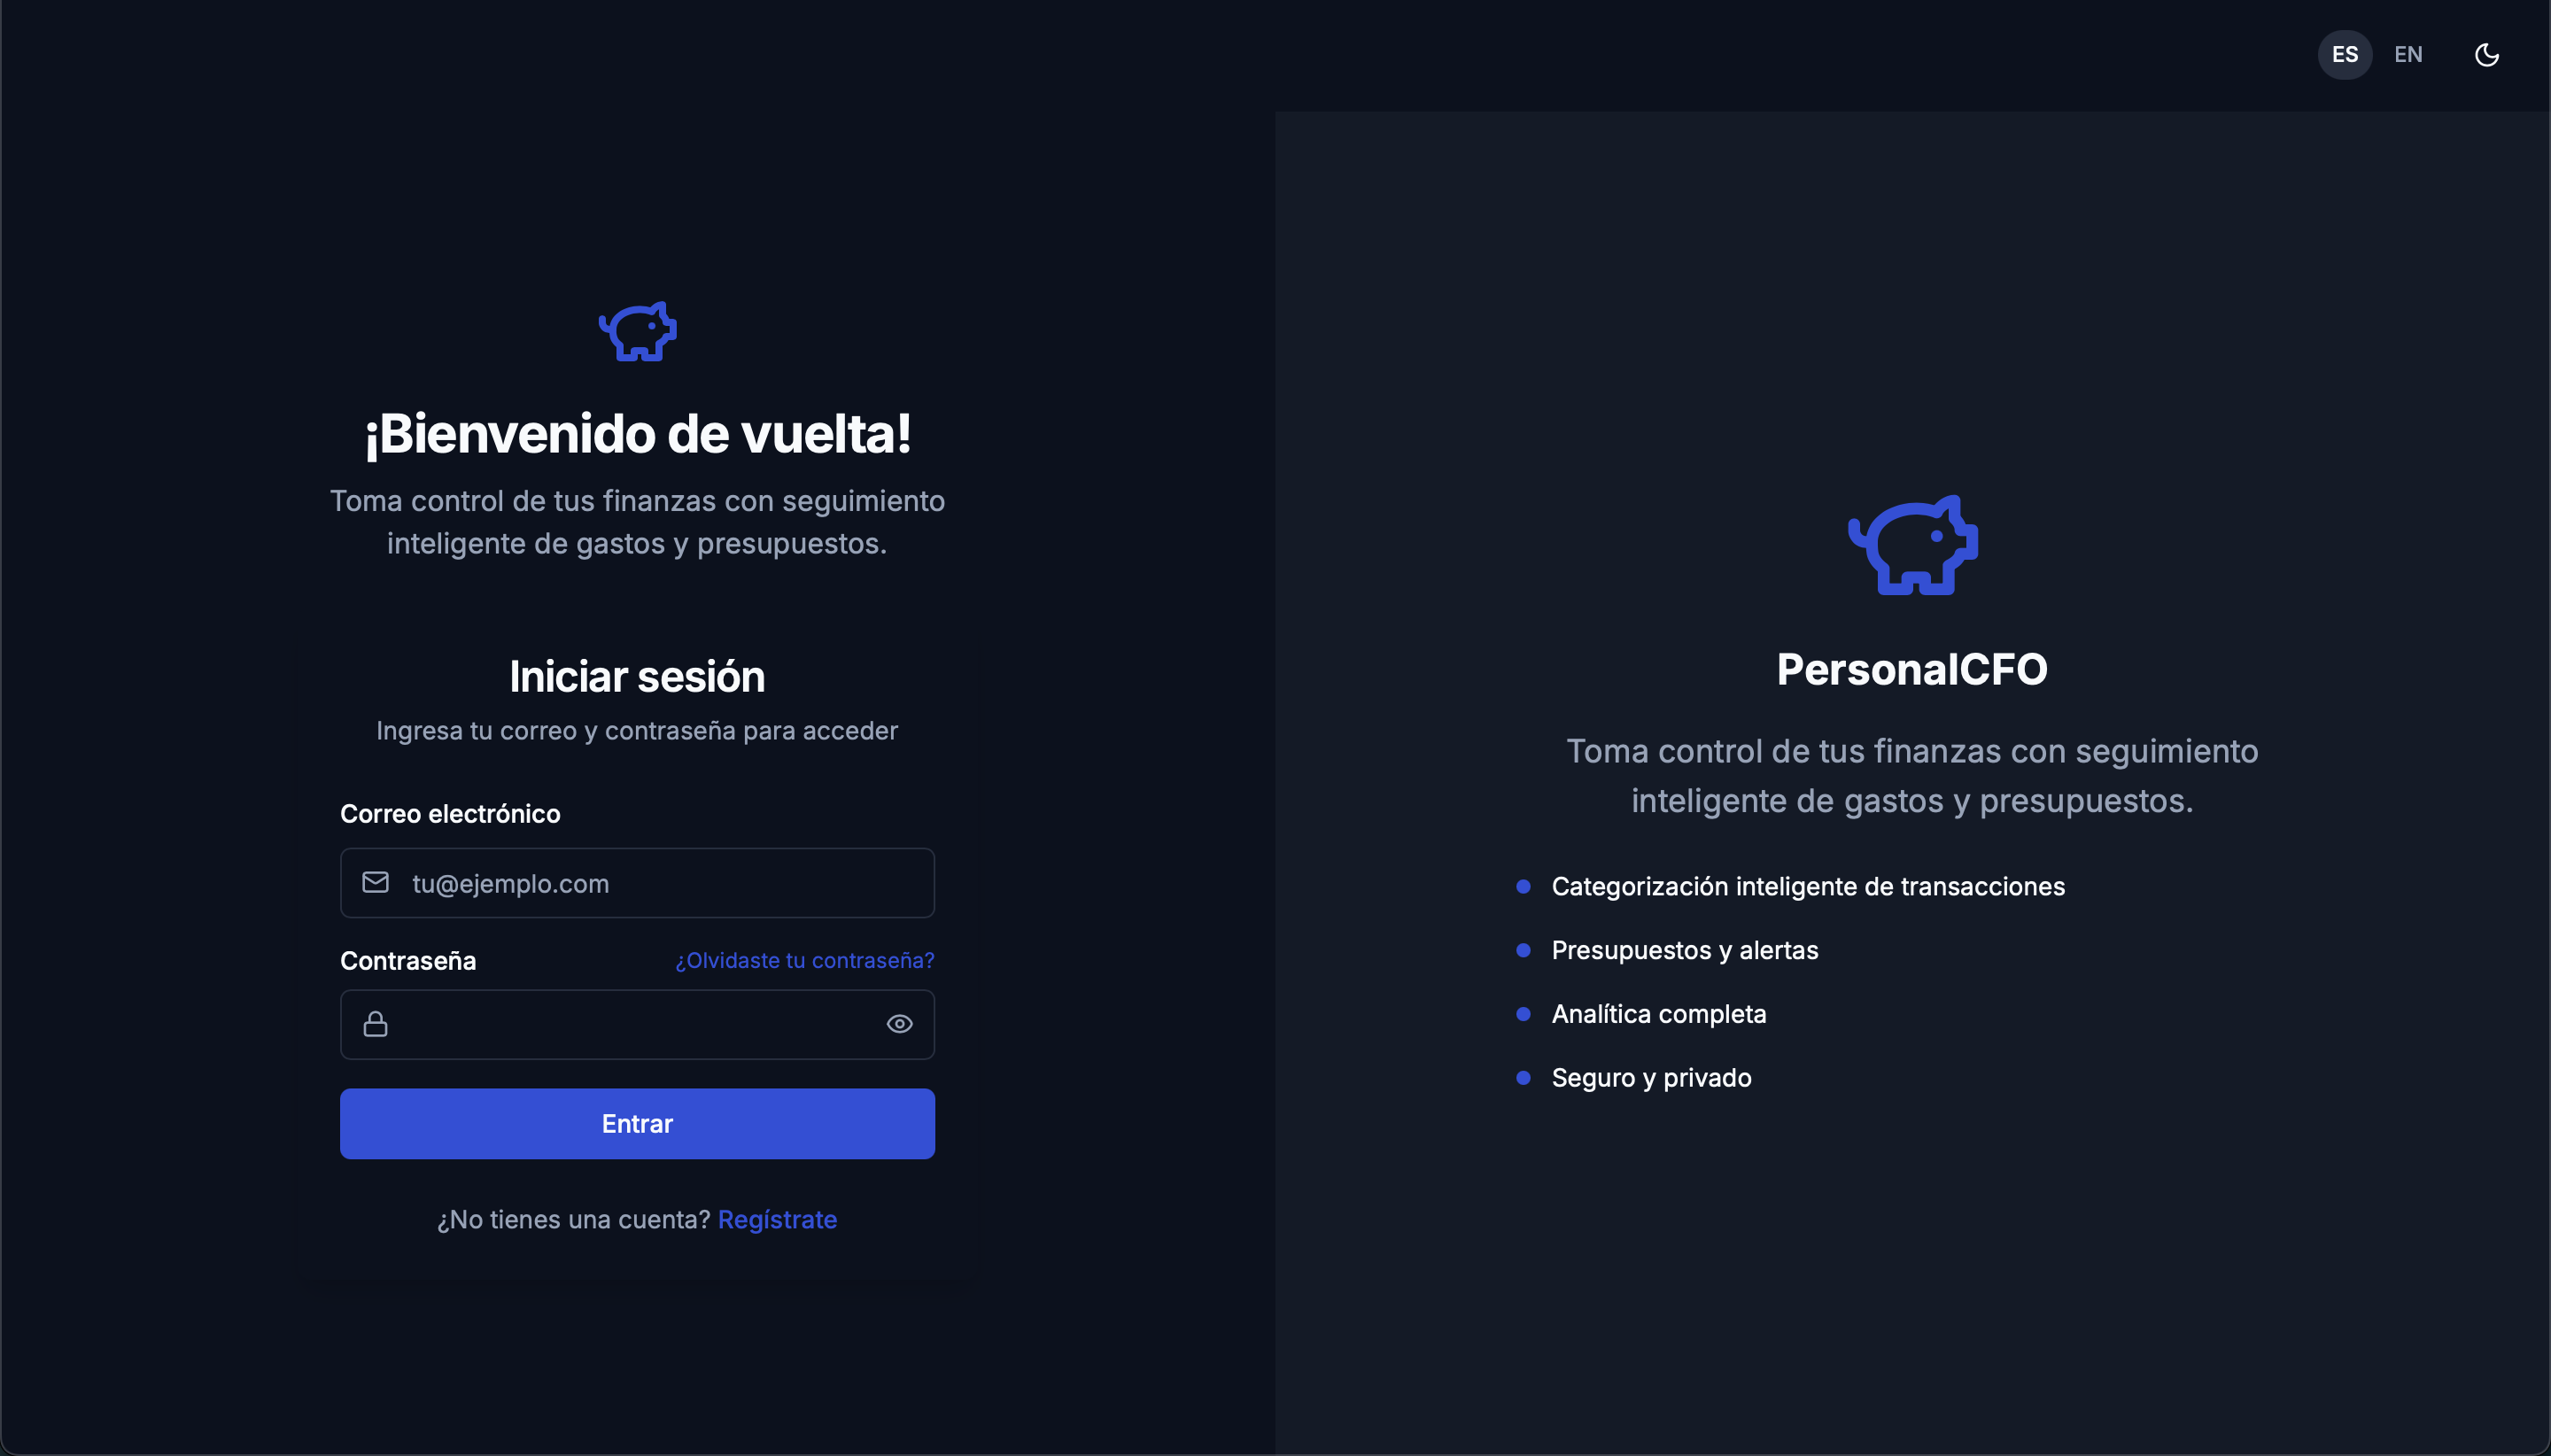 ES EN
¡Bienvenido de vuelta!
Toma control de tus finanzas con seguimiento
inteligente de gastos y presupuestos.
Iniciar sesión
Ingresa tu correo y contraseña para acceder
Correo electrónico
tu@ejemplo.com
Contraseña ¿Olvidaste tu contraseña?
Entrar
¿No tienes una cuenta? Regístrate
PersonalCFO
Toma control de tus finanzas con seguimiento
inteligente de gastos y presupuestos.
Categorización inteligente de transacciones
Presupuestos y alertas
Analítica completa
Seguro y privado